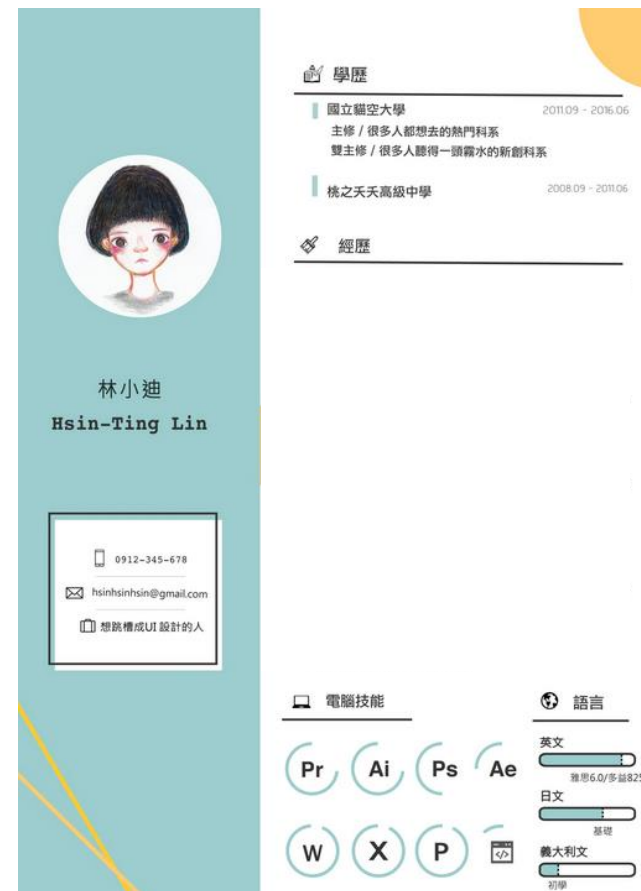 林小迪
Hsin-Ting Lin
0912-345-678
hsinhsinhsin@gmail.com
想跳槽成UI 設計的人
學歷
國立貓空大學 2011.09 - 2016.06
主修 / 很多人都想去的熱門科系
雙主修 / 很多人聽得一頭霧水的新創科系
桃之夭夭高級中學 2008.09 - 2011.06
經歷
電腦技能
Pr Ai Ps Ae
W X P </>
語言
英文
雅思6.0/多益825
日文
基礎
義大利文
初學